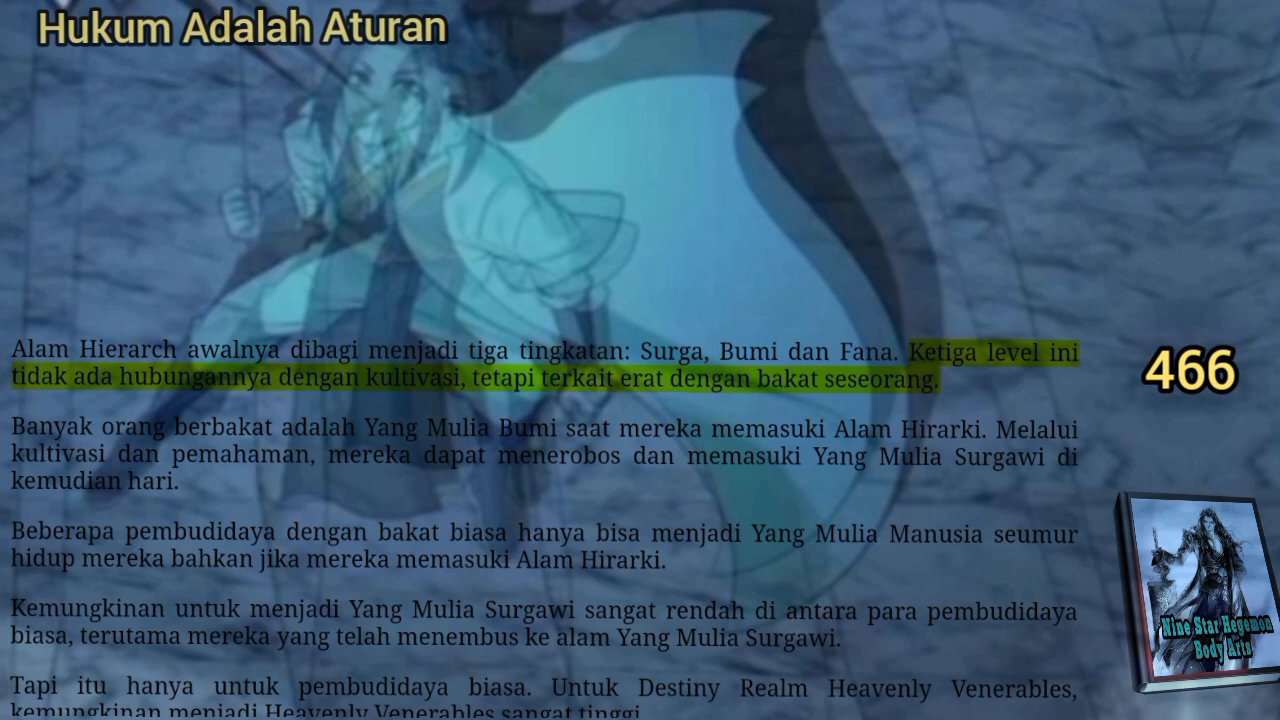 Hukum Adalah Aturan
Alam Hierarch awalnya dibagi menjadi tiga tingkatan: Surga, Bumi dan Fana. Ketiga level ini
tidak ada hubungannya dengan kultivasi, tetapi terkait erat dengan bakat seseorang.
466
Banyak orang berbakat adalah Yang Mulia Bumi saat mereka memasuki Alam Hirarki. Melalui
kultivasi dan pemahaman, mereka dapat menerobos dan memasuki Yang Mulia Surgawi di
kemudian hari.
Beberapa pembudidaya dengan bakat biasa hanya bisa menjadi Yang Mulia Manusia seumur
hidup mereka bahkan jika mereka memasuki Alam Hirarki.
Kemungkinan untuk menjadi Yang Mulia Surgawi sangat rendah di antara para pembudidaya
biasa, terutama mereka yang telah menembus ke alam Yang Mulia Surgawi.
Tapi itu hanya untuk pembudidaya biasa. Untuk Destiny Realm Heavenly Venerables,
kemungkinan menjadi Heavenly Venerables sangat tinggi.
Nine Star Hegemon
Body Arts